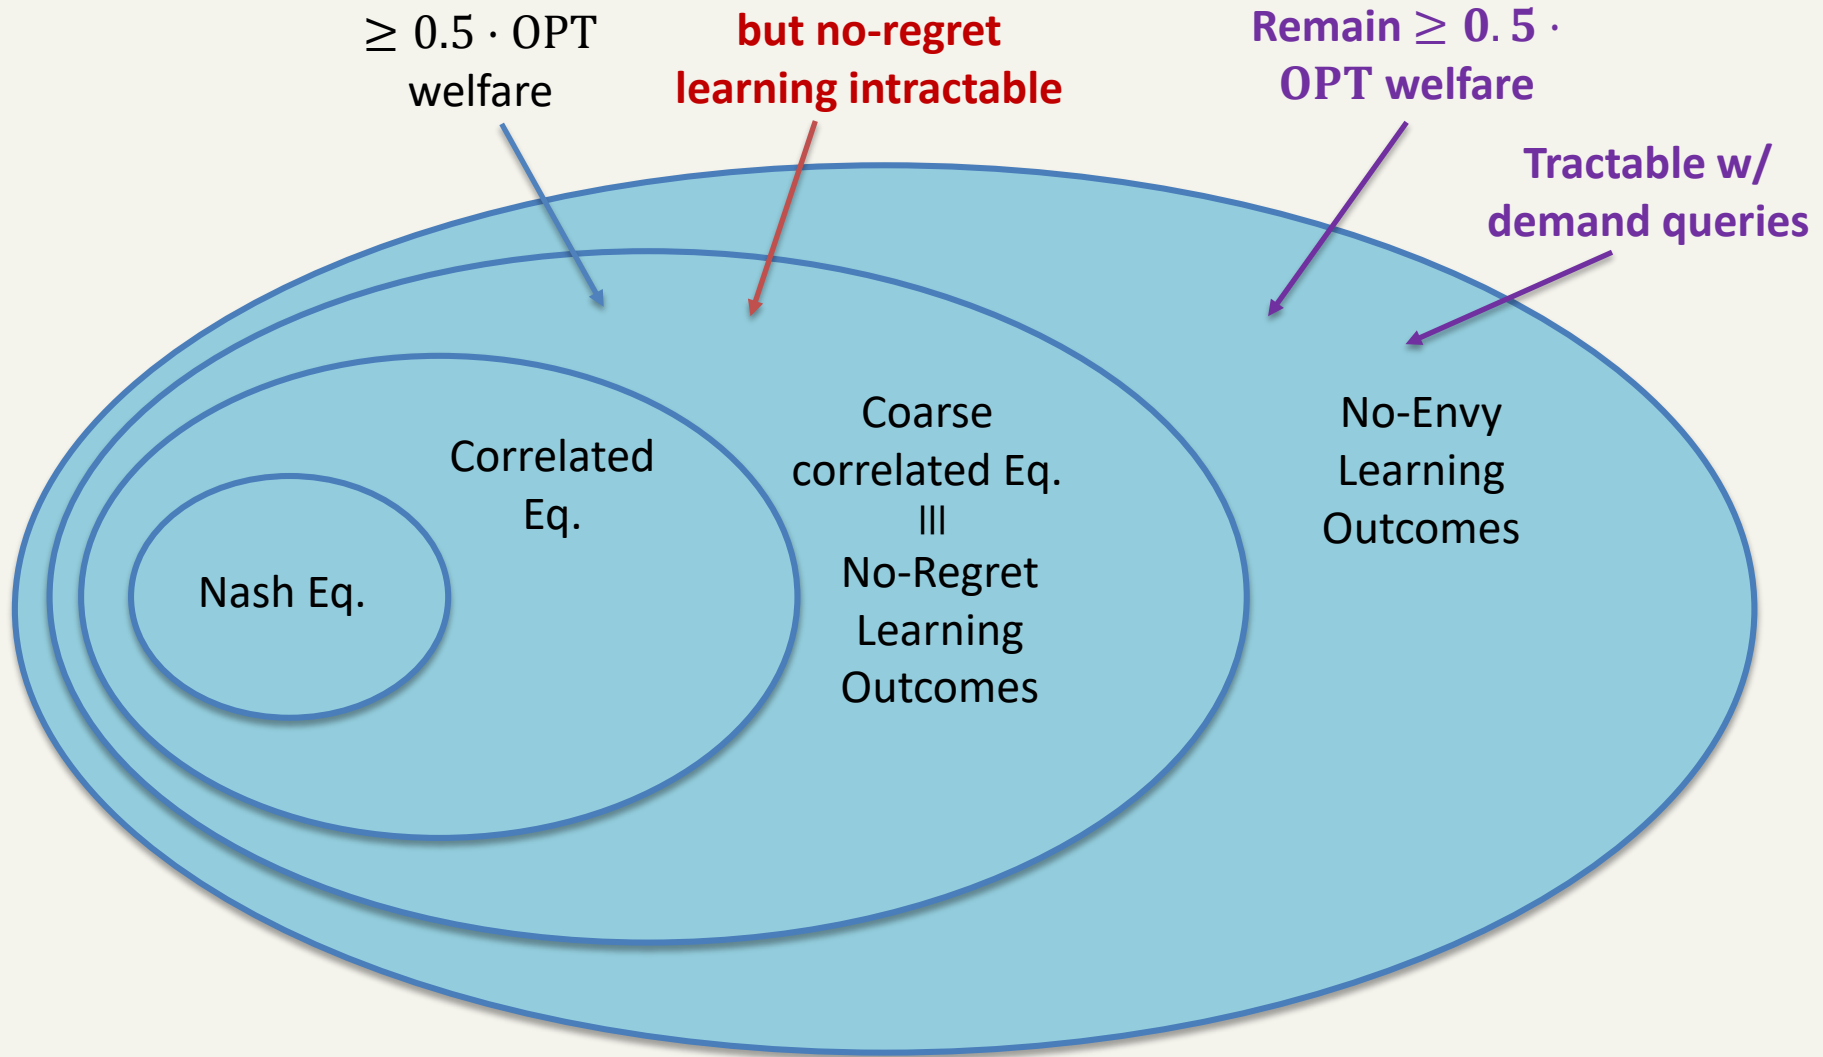 ≥ 0.5 · OPT
welfare
but no-regret
learning intractable
Remain ≥ 0.5 ·
OPT welfare
Tractable w/
demand queries
Nash Eq.
Correlated
Eq.
Coarse
correlated Eq.
≡
No-Regret
Learning
Outcomes
No-Envy
Learning
Outcomes